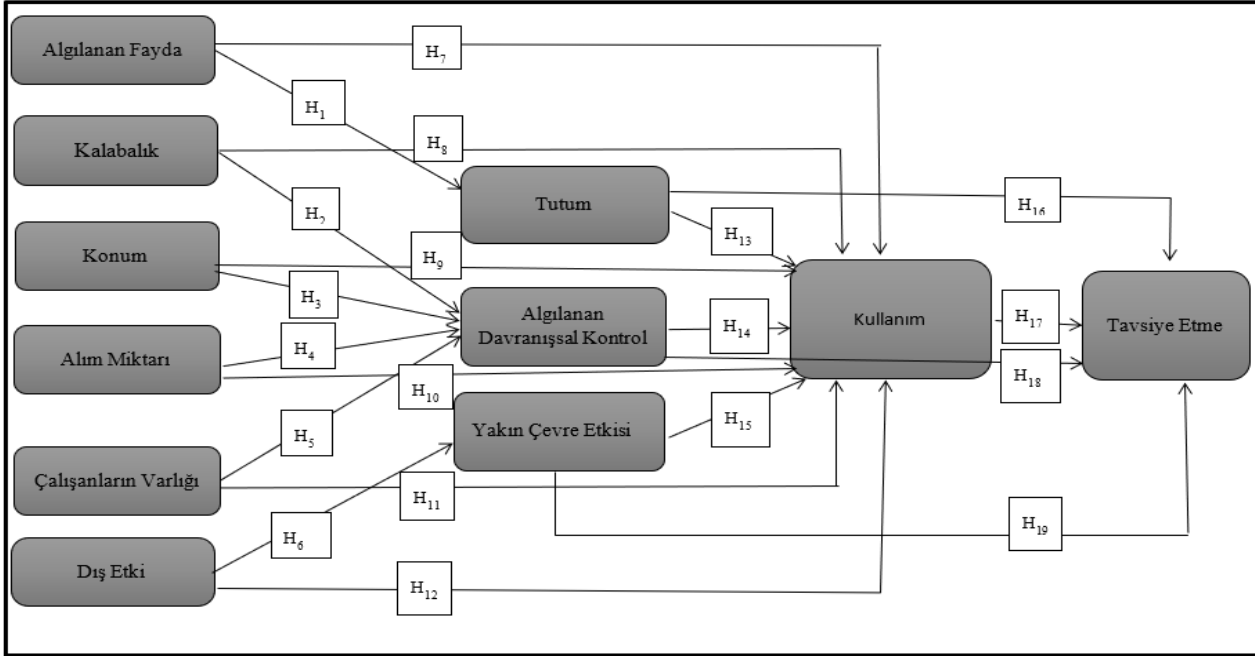 Algılanan Fayda
H7
H1
Kalabalık
H8
H2
Tutum
H16
H13
Konum
H9
H3
Algılanan
Davranışsal Kontrol
H14
Kullanım
H17
Tavsiye Etme
Alım Miktarı
H4
H10
H18
Yakın Çevre Etkisi
H15
H5
Çalışanların Varlığı
H11
H6
H19
Dış Etki
H12